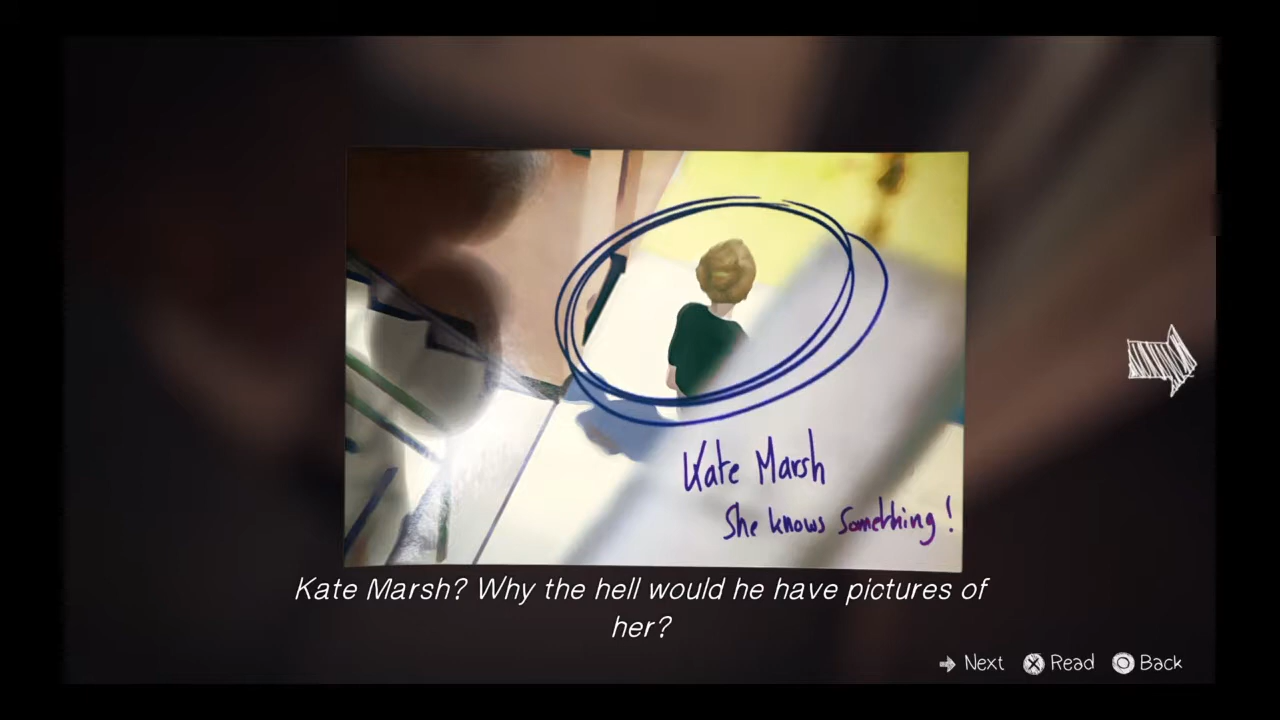 Kate Marsh
She knows something!
Kate Marsh? Why the hell would he have pictures of
her?
Next Read Back